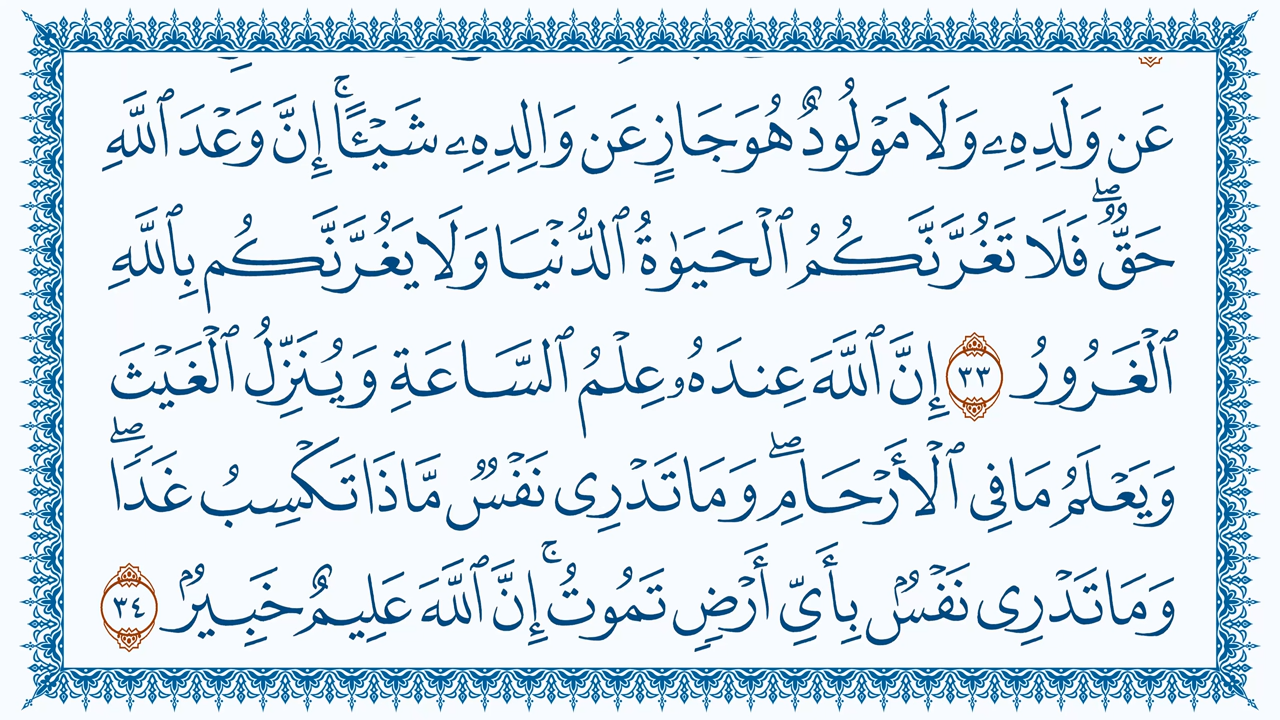 عَن وَلَدِهِۦ وَلَا مَوۡلُودٌ هُوَ جَازٍ عَن وَالِدِهِۦ شَيۡـًٔاۚ إِنَّ وَعۡدَ ٱللَّهِ
حَقّٞۖ فَلَا تَغُرَّنَّكُمُ ٱلۡحَيَوٰةُ ٱلدُّنۡيَا وَلَا يَغُرَّنَّكُم بِٱللَّهِ
ٱلۡغَرُورُ ٣٣ إِنَّ ٱللَّهَ عِندَهُۥ عِلۡمُ ٱلسَّاعَةِ وَيُنَزِّلُ ٱلۡغَيۡثَ
وَيَعۡلَمُ مَا فِي ٱلۡأَرۡحَامِۖ وَمَا تَدۡرِي نَفۡسٞ مَّاذَا تَكۡسِبُ غَدٗاۖ
وَمَا تَدۡرِي نَفۡسُۢ بِأَيِّ أَرۡضٖ تَمُوتُۚ إِنَّ ٱللَّهَ عَلِيمٌ خَبِيرُۢ ٣٤